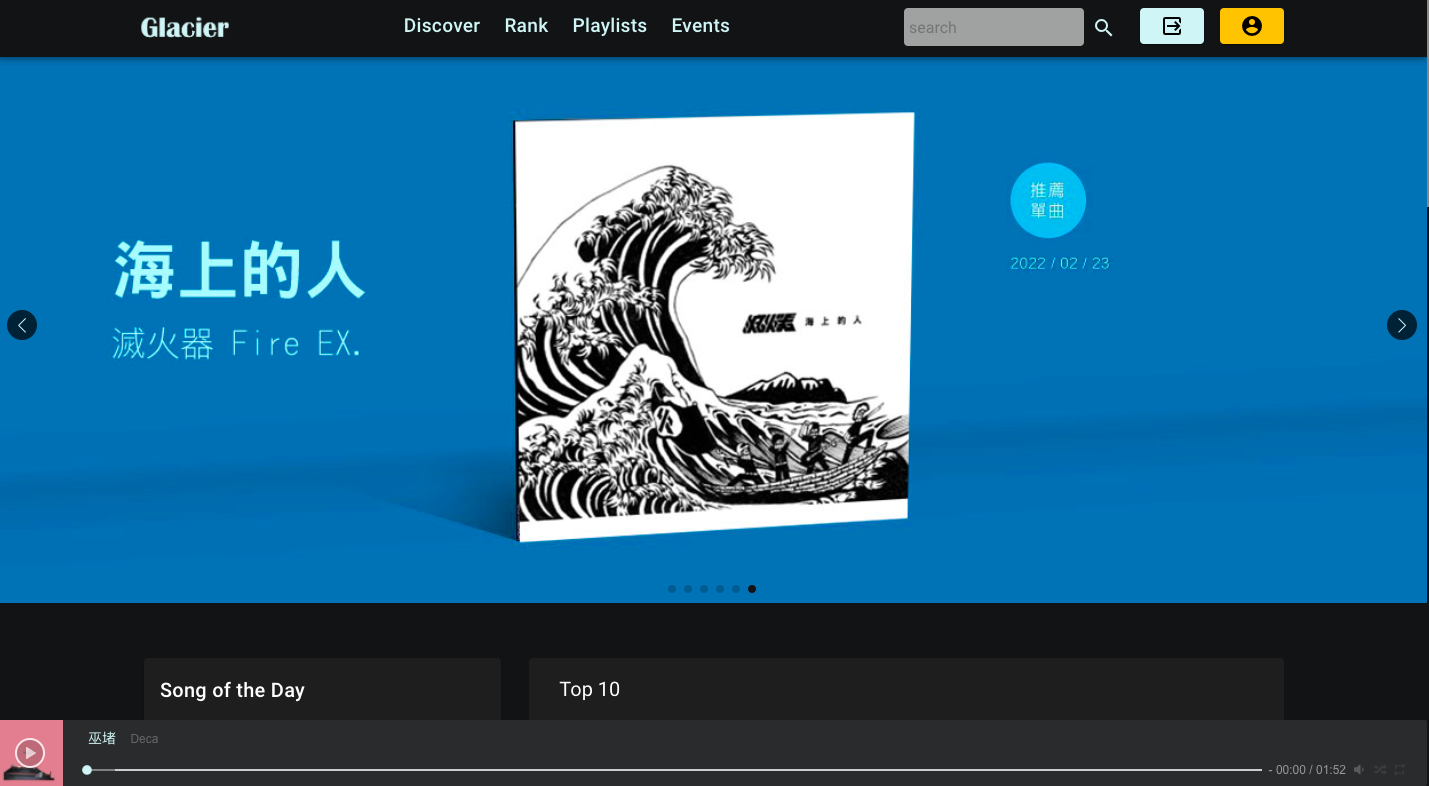 Glacier
Discover Rank Playlists Events
search
推薦
單曲
2022 / 02 / 23
海上的人
滅火器 Fire EX.
滅火器 海上的人
Song of the Day
Top 10
巫堵 Deca
- 00:00 / 01:52